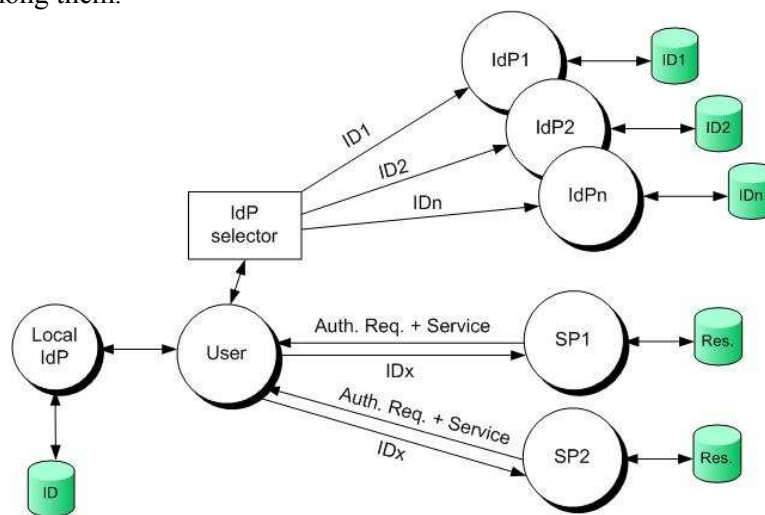 IdP1
ID1
ID1
IdP2
ID2
ID2
IdPn
IDn
IDn
IdP
selector
Local
IdP
User
Auth. Req. + Service
IDx
SP1
Res.
Auth. Req. + Service
IDx
SP2
Res.
ID